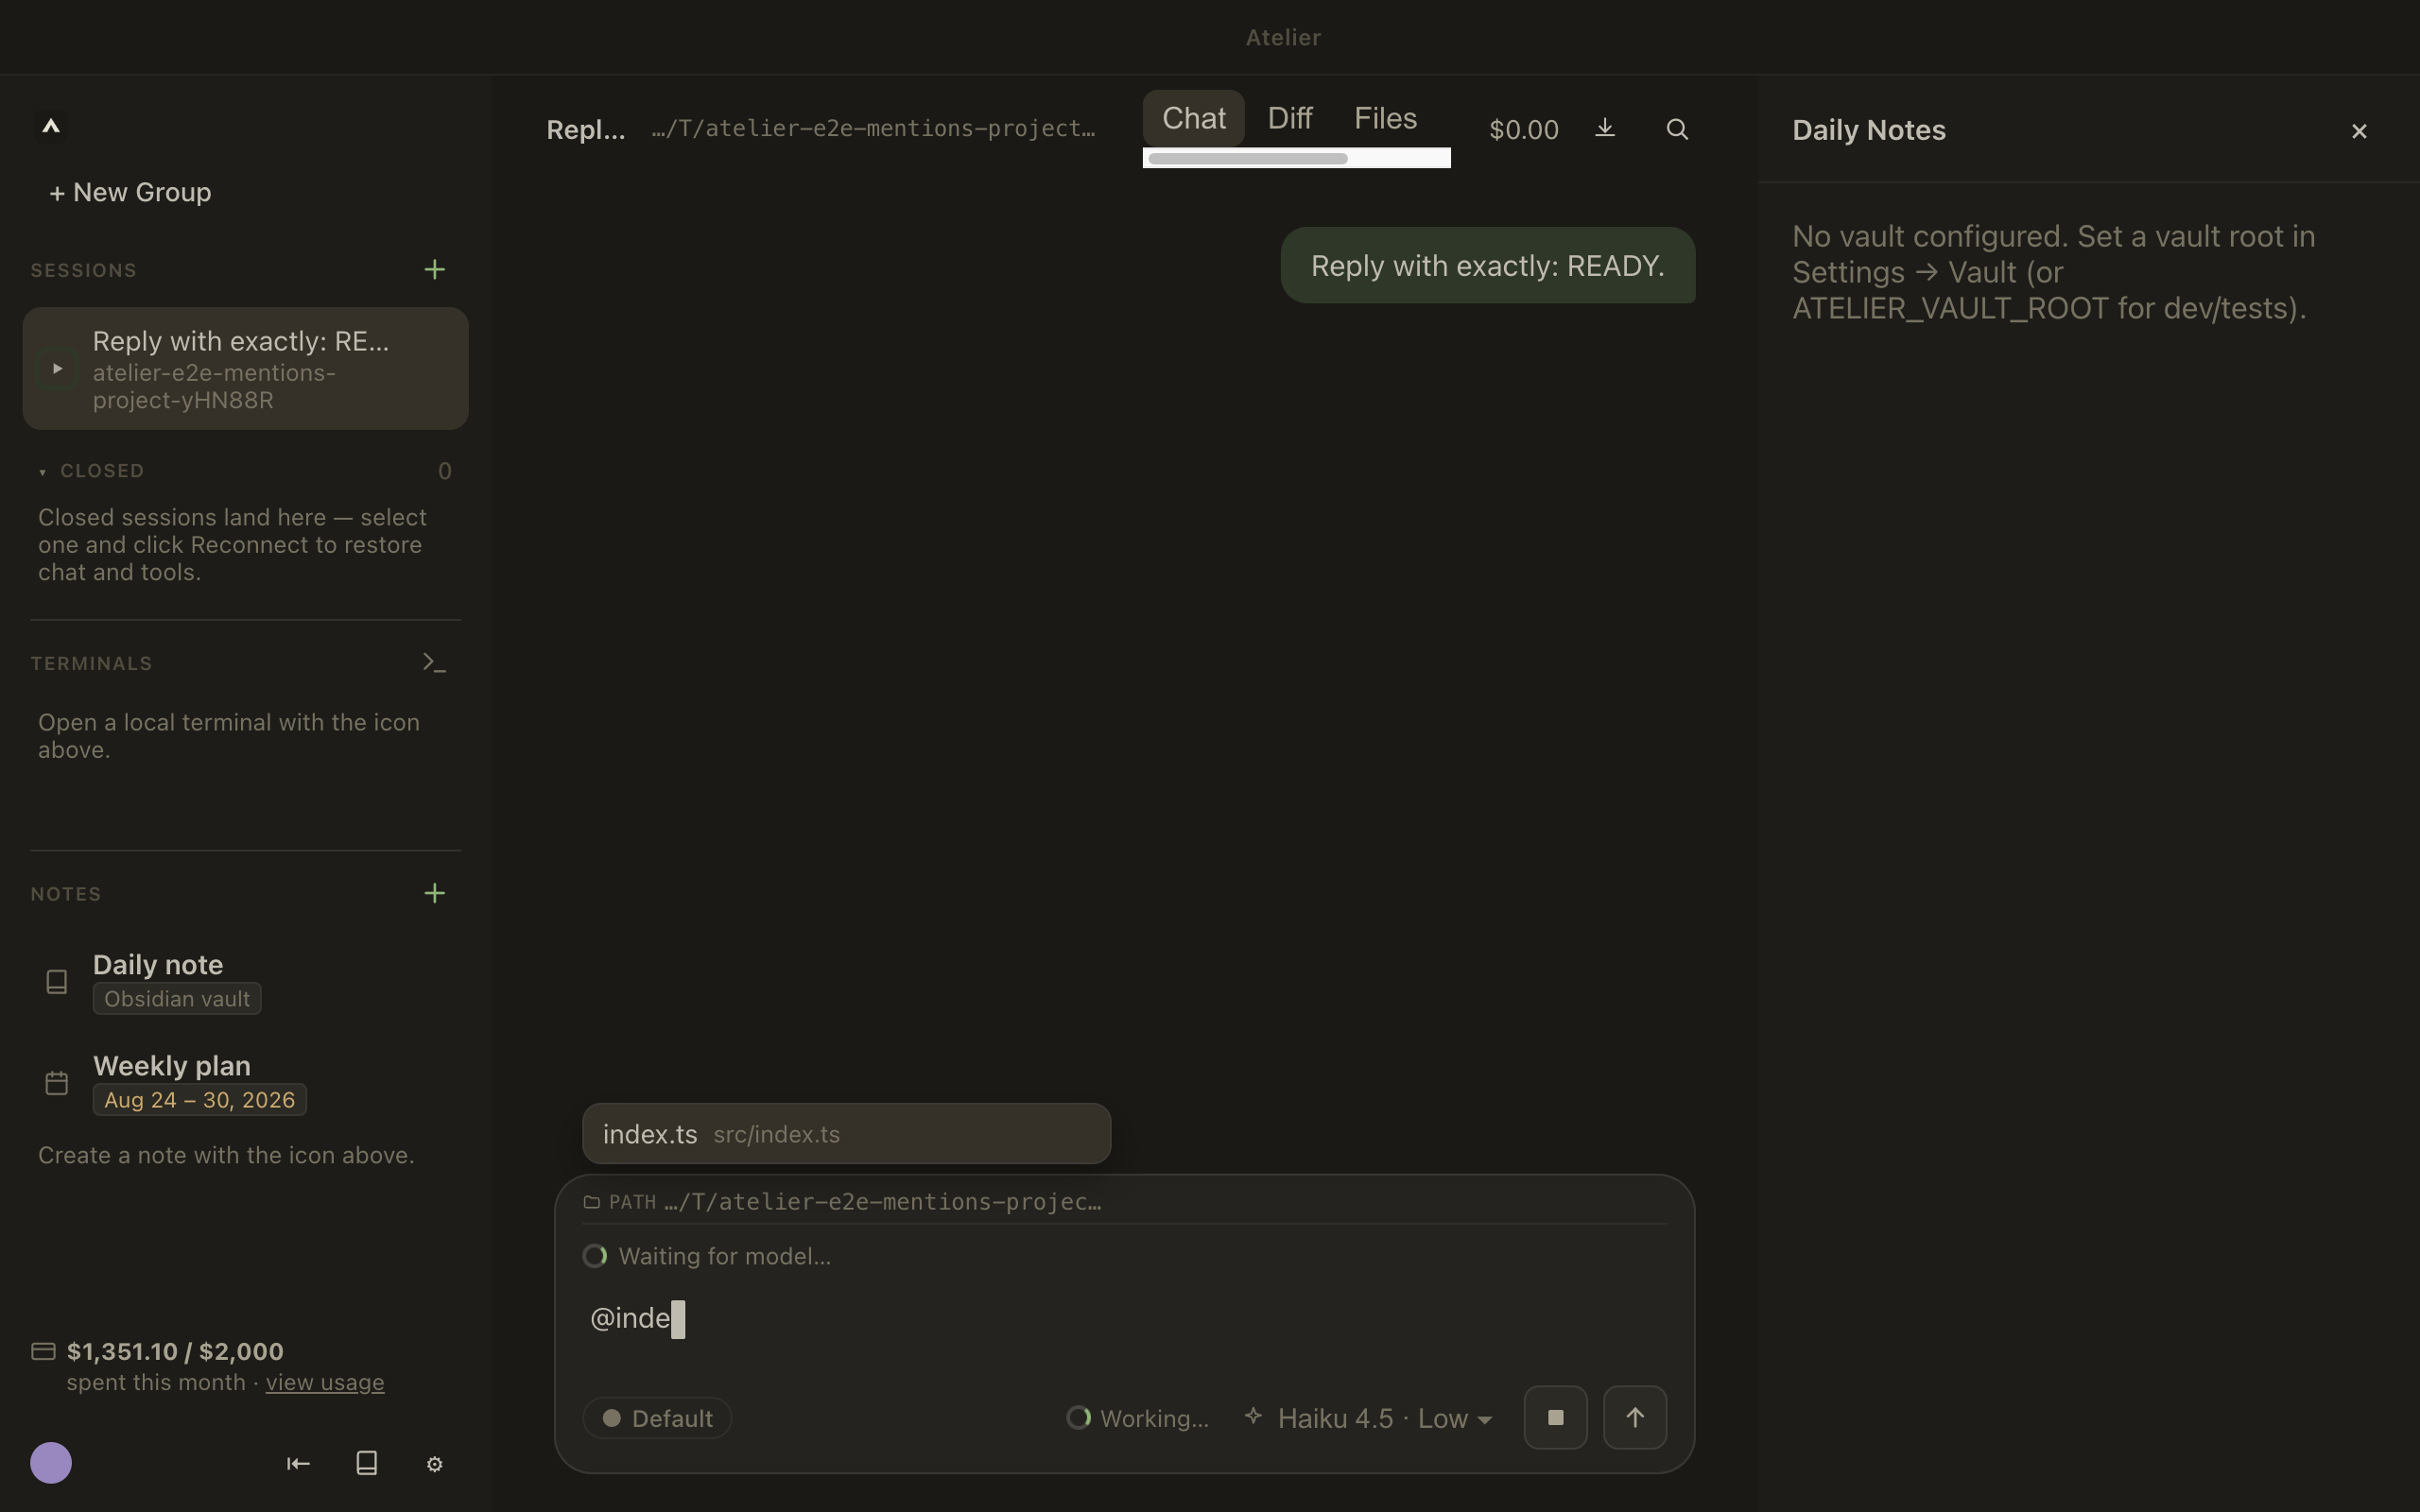 Atelier
+ New Group
SESSIONS
Reply with exactly: RE...
atelier-e2e-mentions-
project-yHN88R
CLOSED 0
Closed sessions land here — select
one and click Reconnect to restore
chat and tools.
TERMINALS
Open a local terminal with the icon
above.
NOTES
Daily note
Obsidian vault
Weekly plan
Aug 24 – 30, 2026
Create a note with the icon above.
$1,351.10 / $2,000
spent this month · view usage
Repl... …/T/atelier-e2e-mentions-project… Chat Diff Files $0.00
Reply with exactly: READY.
index.ts src/index.ts
PATH …/T/atelier-e2e-mentions-projec…
Waiting for model...
@inde
Default Working... Haiku 4.5 · Low
Daily Notes
No vault configured. Set a vault root in
Settings → Vault (or
ATELIER_VAULT_ROOT for dev/tests).